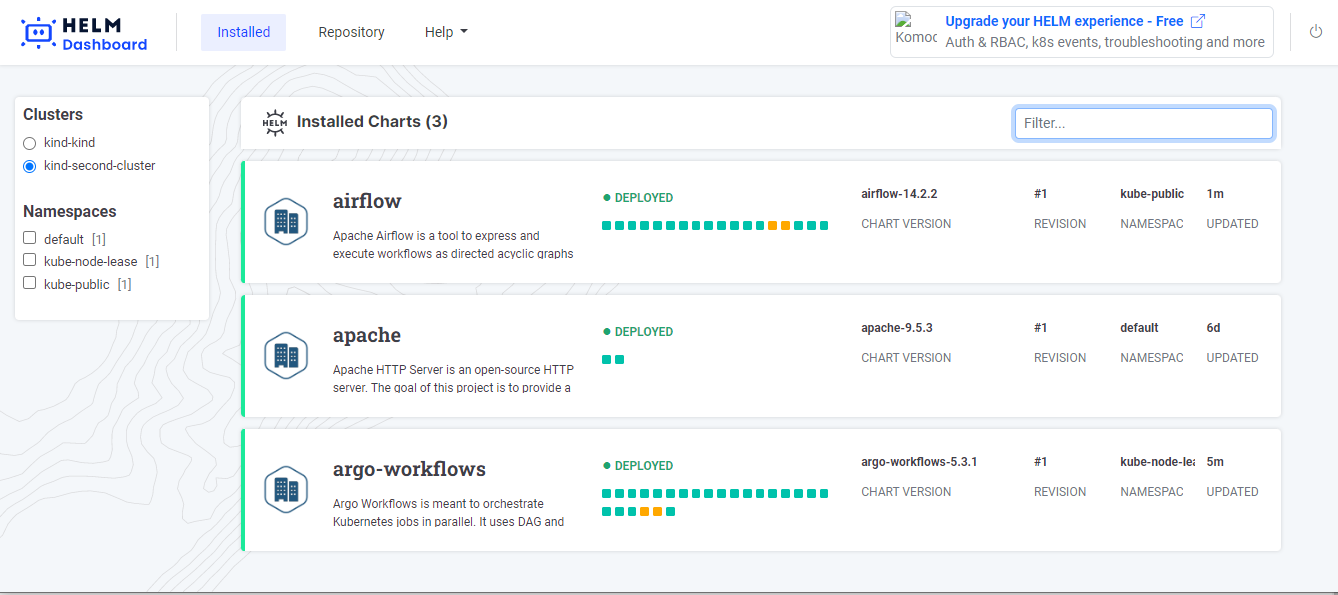 HELM
Dashboard
Installed
Repository
Help
Komoc
Upgrade your HELM experience - Free
Auth & RBAC, k8s events, troubleshooting and more
Clusters
kind-kind
kind-second-cluster
Namespaces
default [1]
kube-node-lease [1]
kube-public [1]
HELM
Installed Charts (3)
Filter...
airflow
Apache Airflow is a tool to express and
execute workflows as directed acyclic graphs
DEPLOYED
airflow-14.2.2
CHART VERSION
#1
REVISION
kube-public
NAMESPAC
1m
UPDATED
apache
Apache HTTP Server is an open-source HTTP
server. The goal of this project is to provide a
DEPLOYED
apache-9.5.3
CHART VERSION
#1
REVISION
default
NAMESPAC
6d
UPDATED
argo-workflows
Argo Workflows is meant to orchestrate
Kubernetes jobs in parallel. It uses DAG and
DEPLOYED
argo-workflows-5.3.1
CHART VERSION
#1
REVISION
kube-node-lea
NAMESPAC
5m
UPDATED